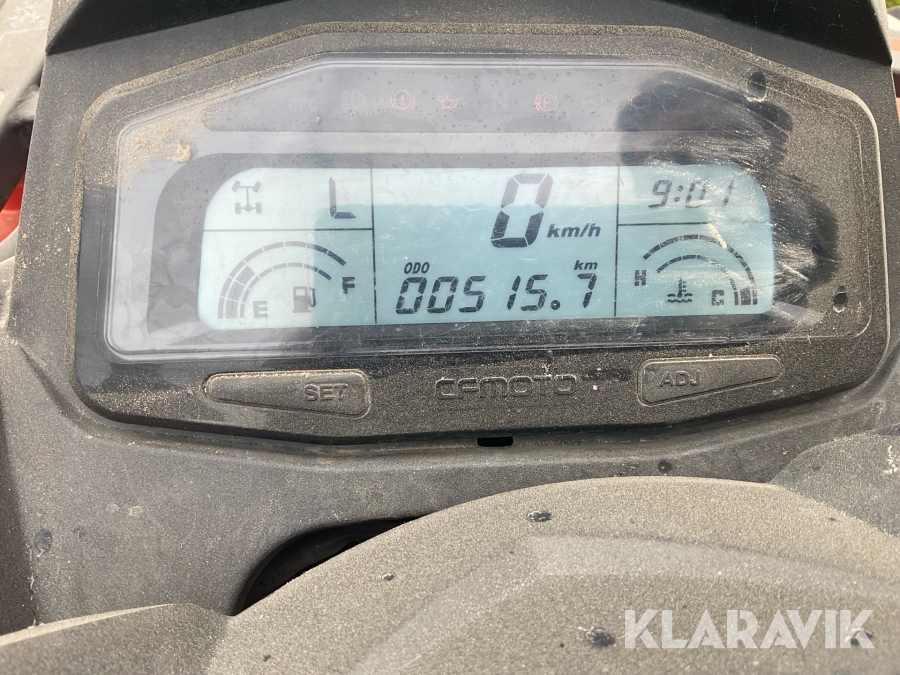 L
0 km/h
9:01
E
F
ODO
km
00515.7
H
C
SET
CFMOTO
ADJ
KLARAVIK